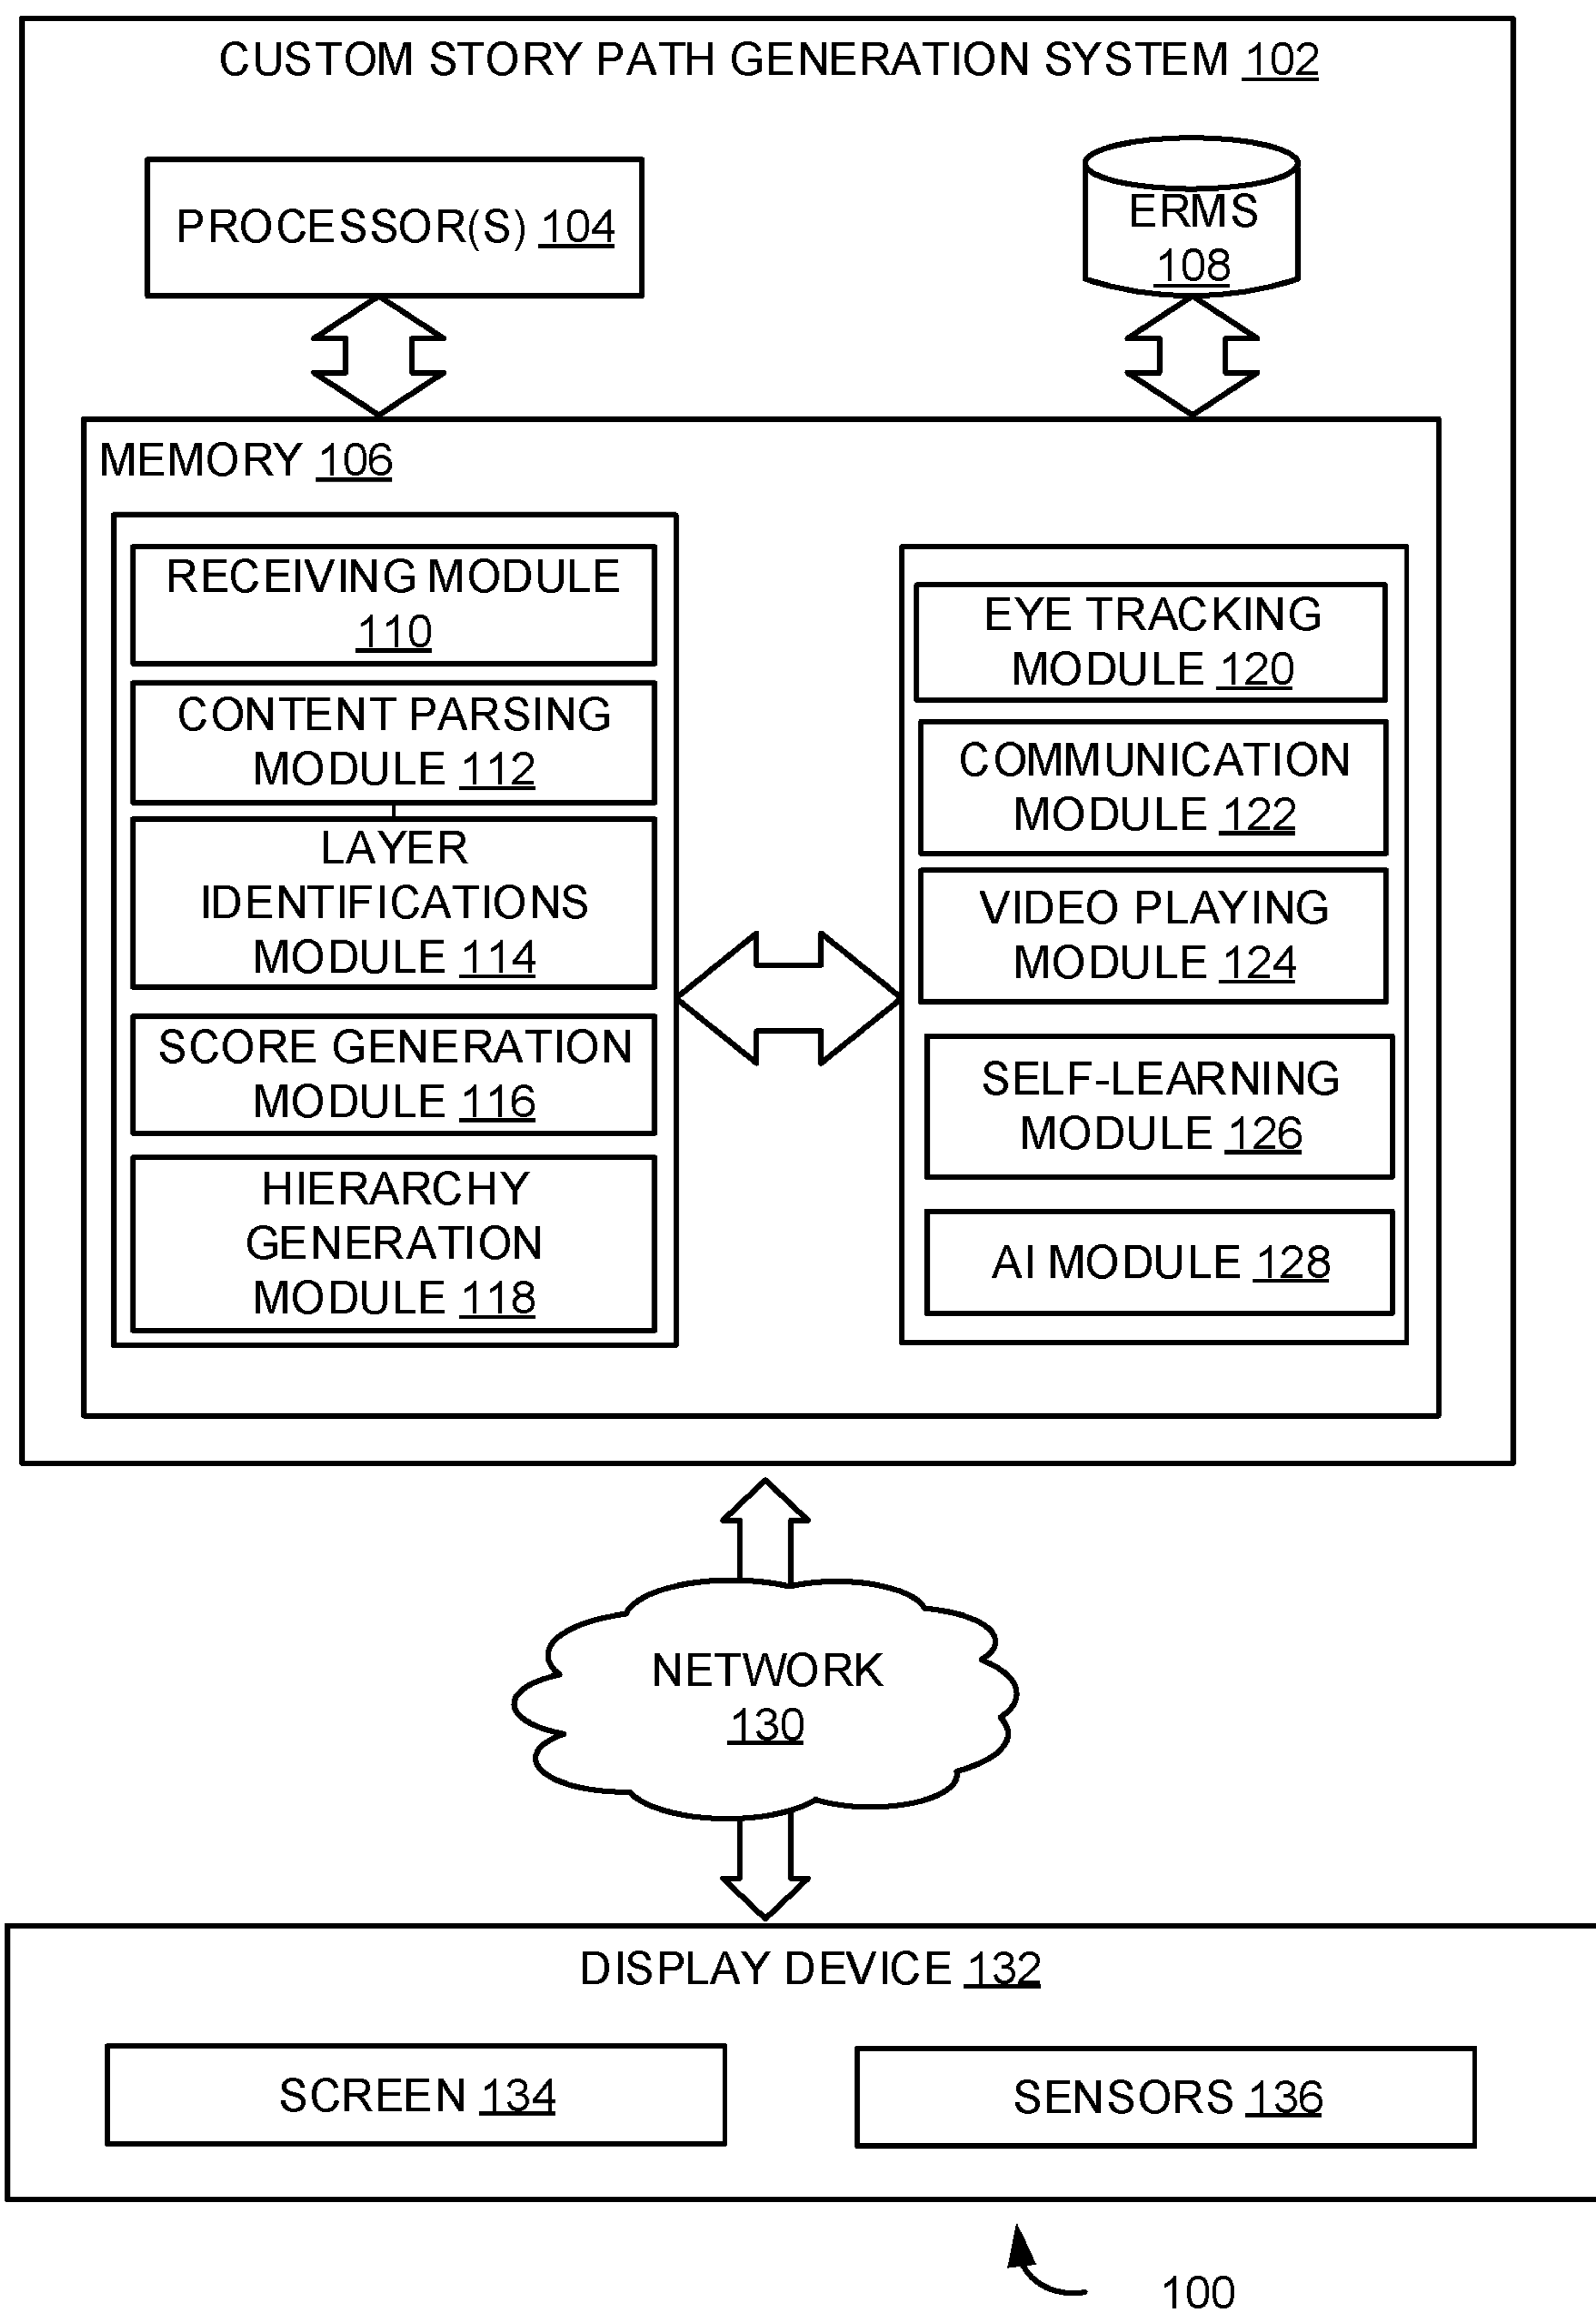 CUSTOM STORY PATH GENERATION SYSTEM 102
PROCESSOR(S) 104
ERMS
108
MEMORY 106
RECEIVING MODULE
110
CONTENT PARSING
MODULE 112
LAYER
IDENTIFICATIONS
MODULE 114
SCORE GENERATION
MODULE 116
HIERARCHY
GENERATION
MODULE 118
EYE TRACKING
MODULE 120
COMMUNICATION
MODULE 122
VIDEO PLAYING
MODULE 124
SELF-LEARNING
MODULE 126
AI MODULE 128
NETWORK
130
DISPLAY DEVICE 132
SCREEN 134
SENSORS 136
100